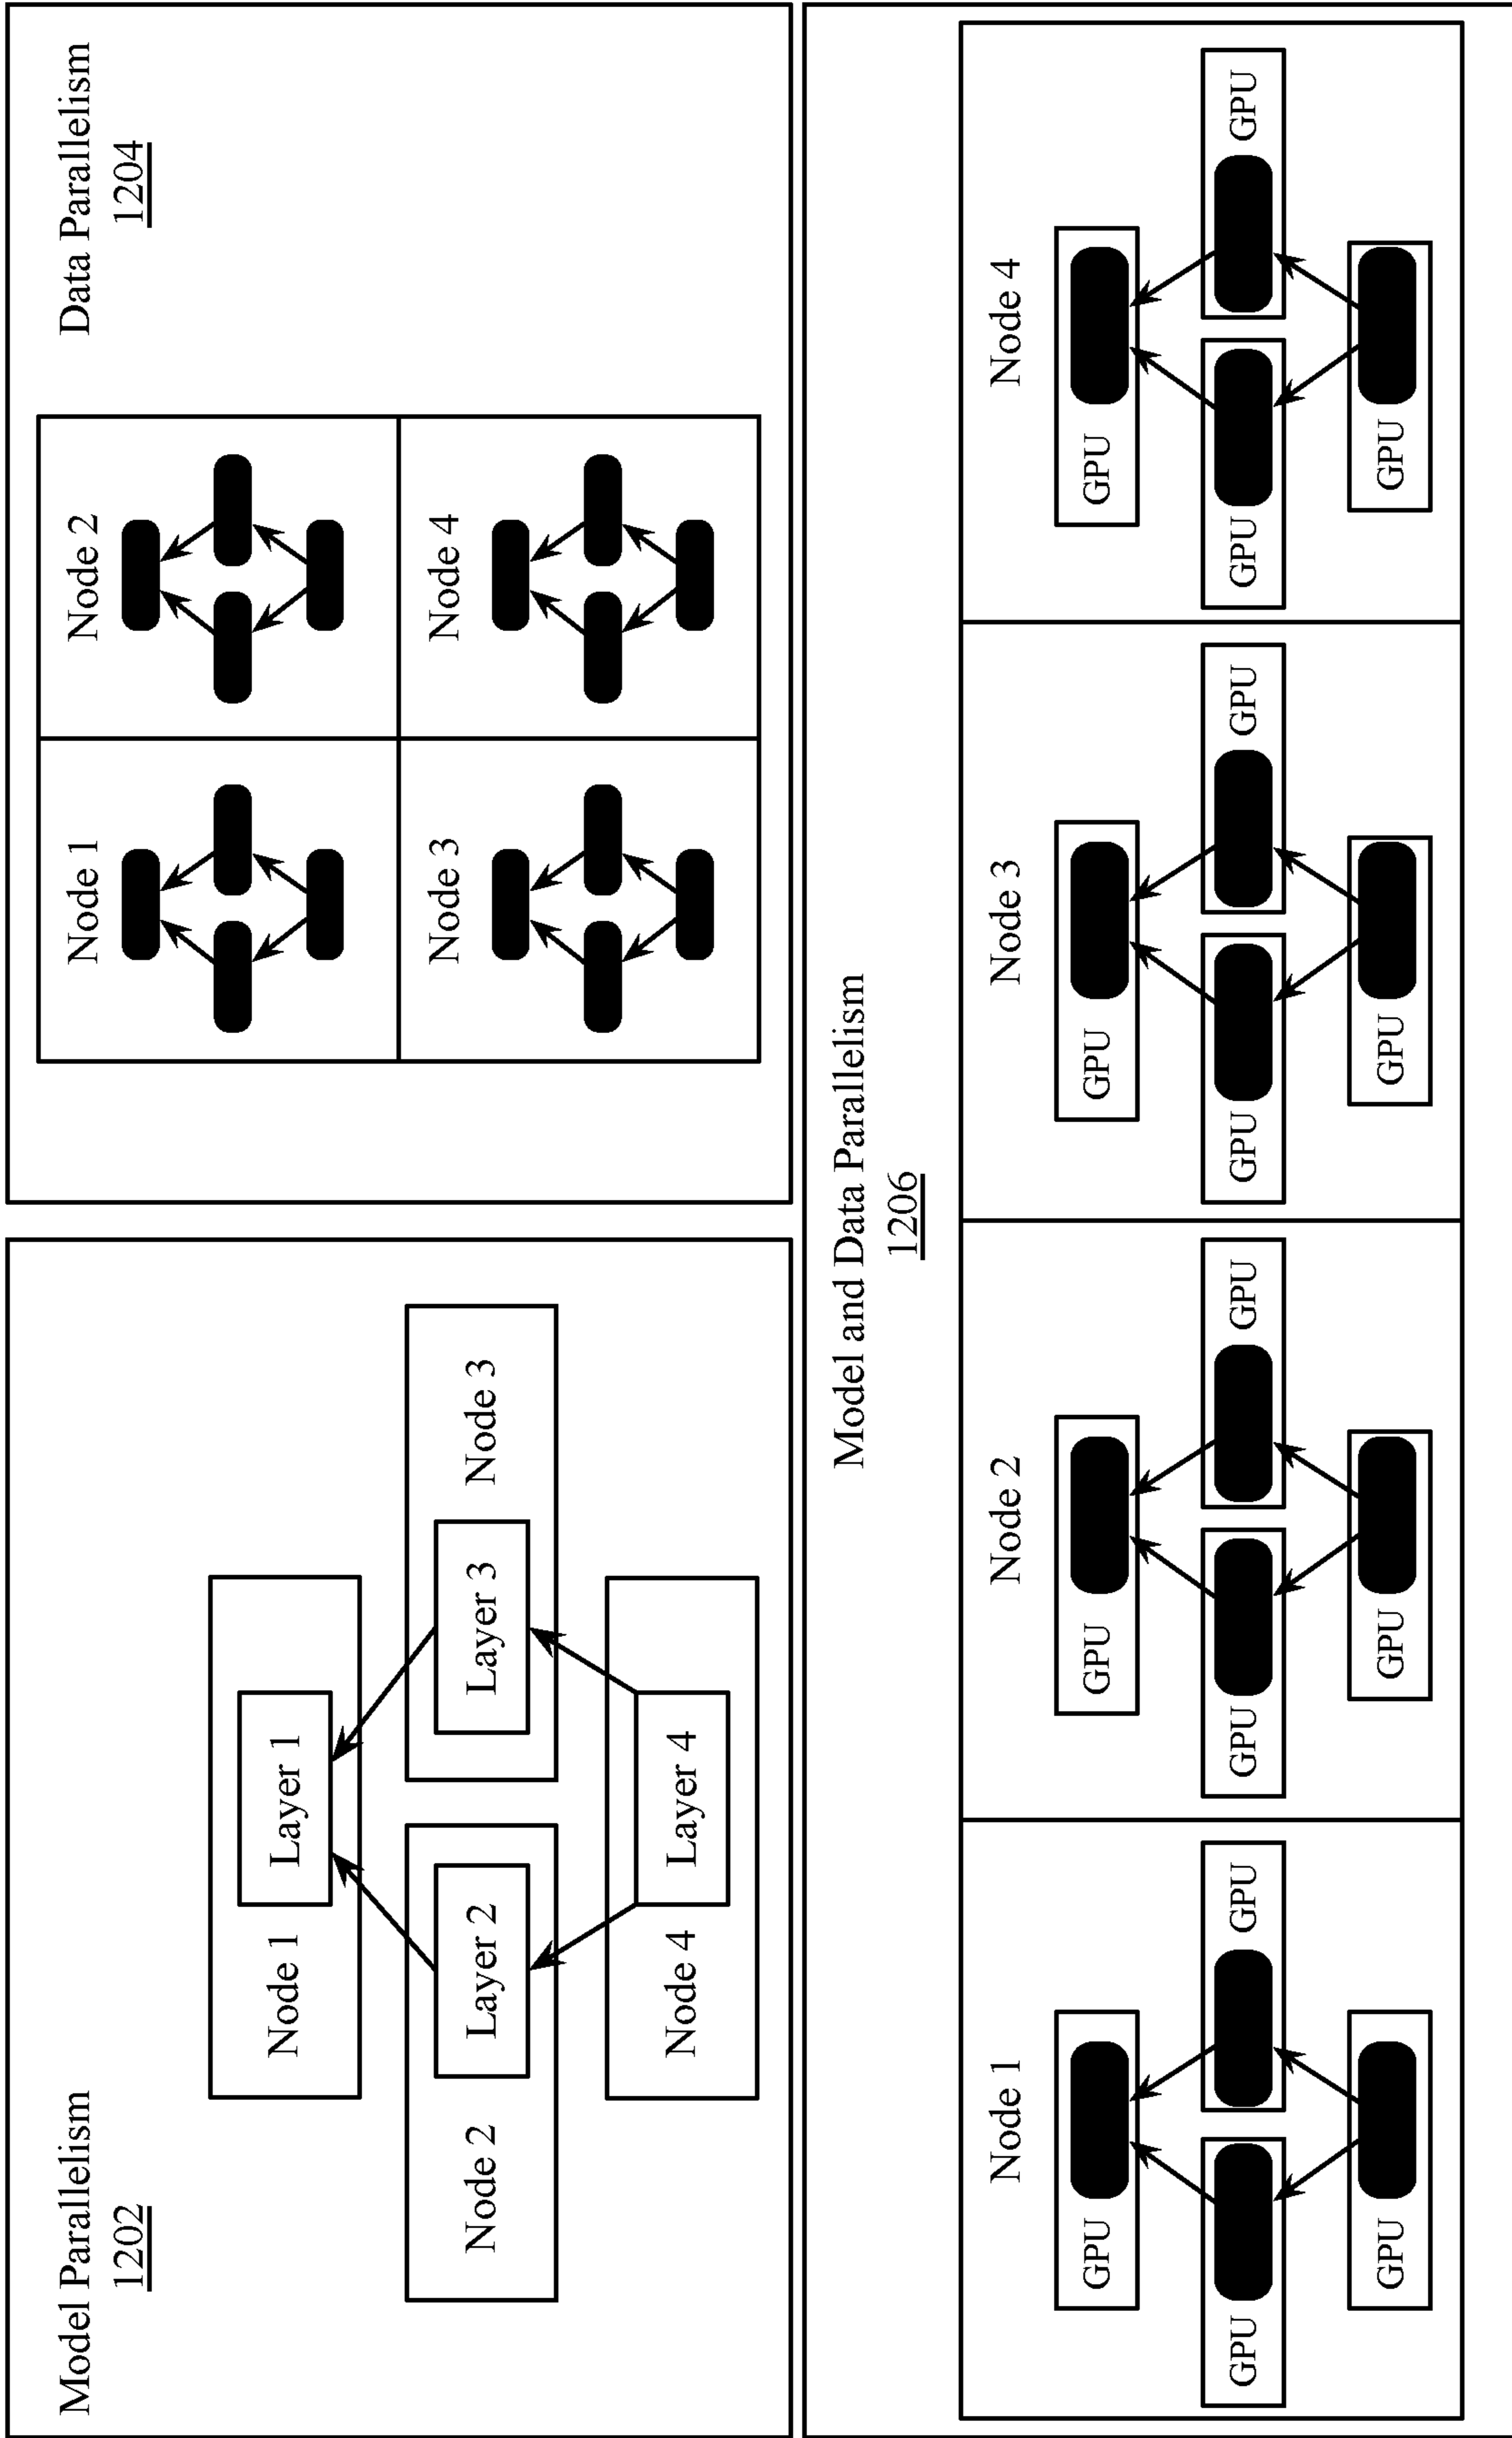 Model Parallelism
1202
Node 1
Layer 1
Node 2
Layer 2
Layer 3
Node 3
Node 4
Layer 4
Data Parallelism
1204
Node 1
Node 2
Node 3
Node 4
Model and Data Parallelism
1206
Node 1
GPU
GPU
GPU
GPU
Node 2
GPU
GPU
GPU
GPU
Node 3
GPU
GPU
GPU
GPU
Node 4
GPU
GPU
GPU
GPU